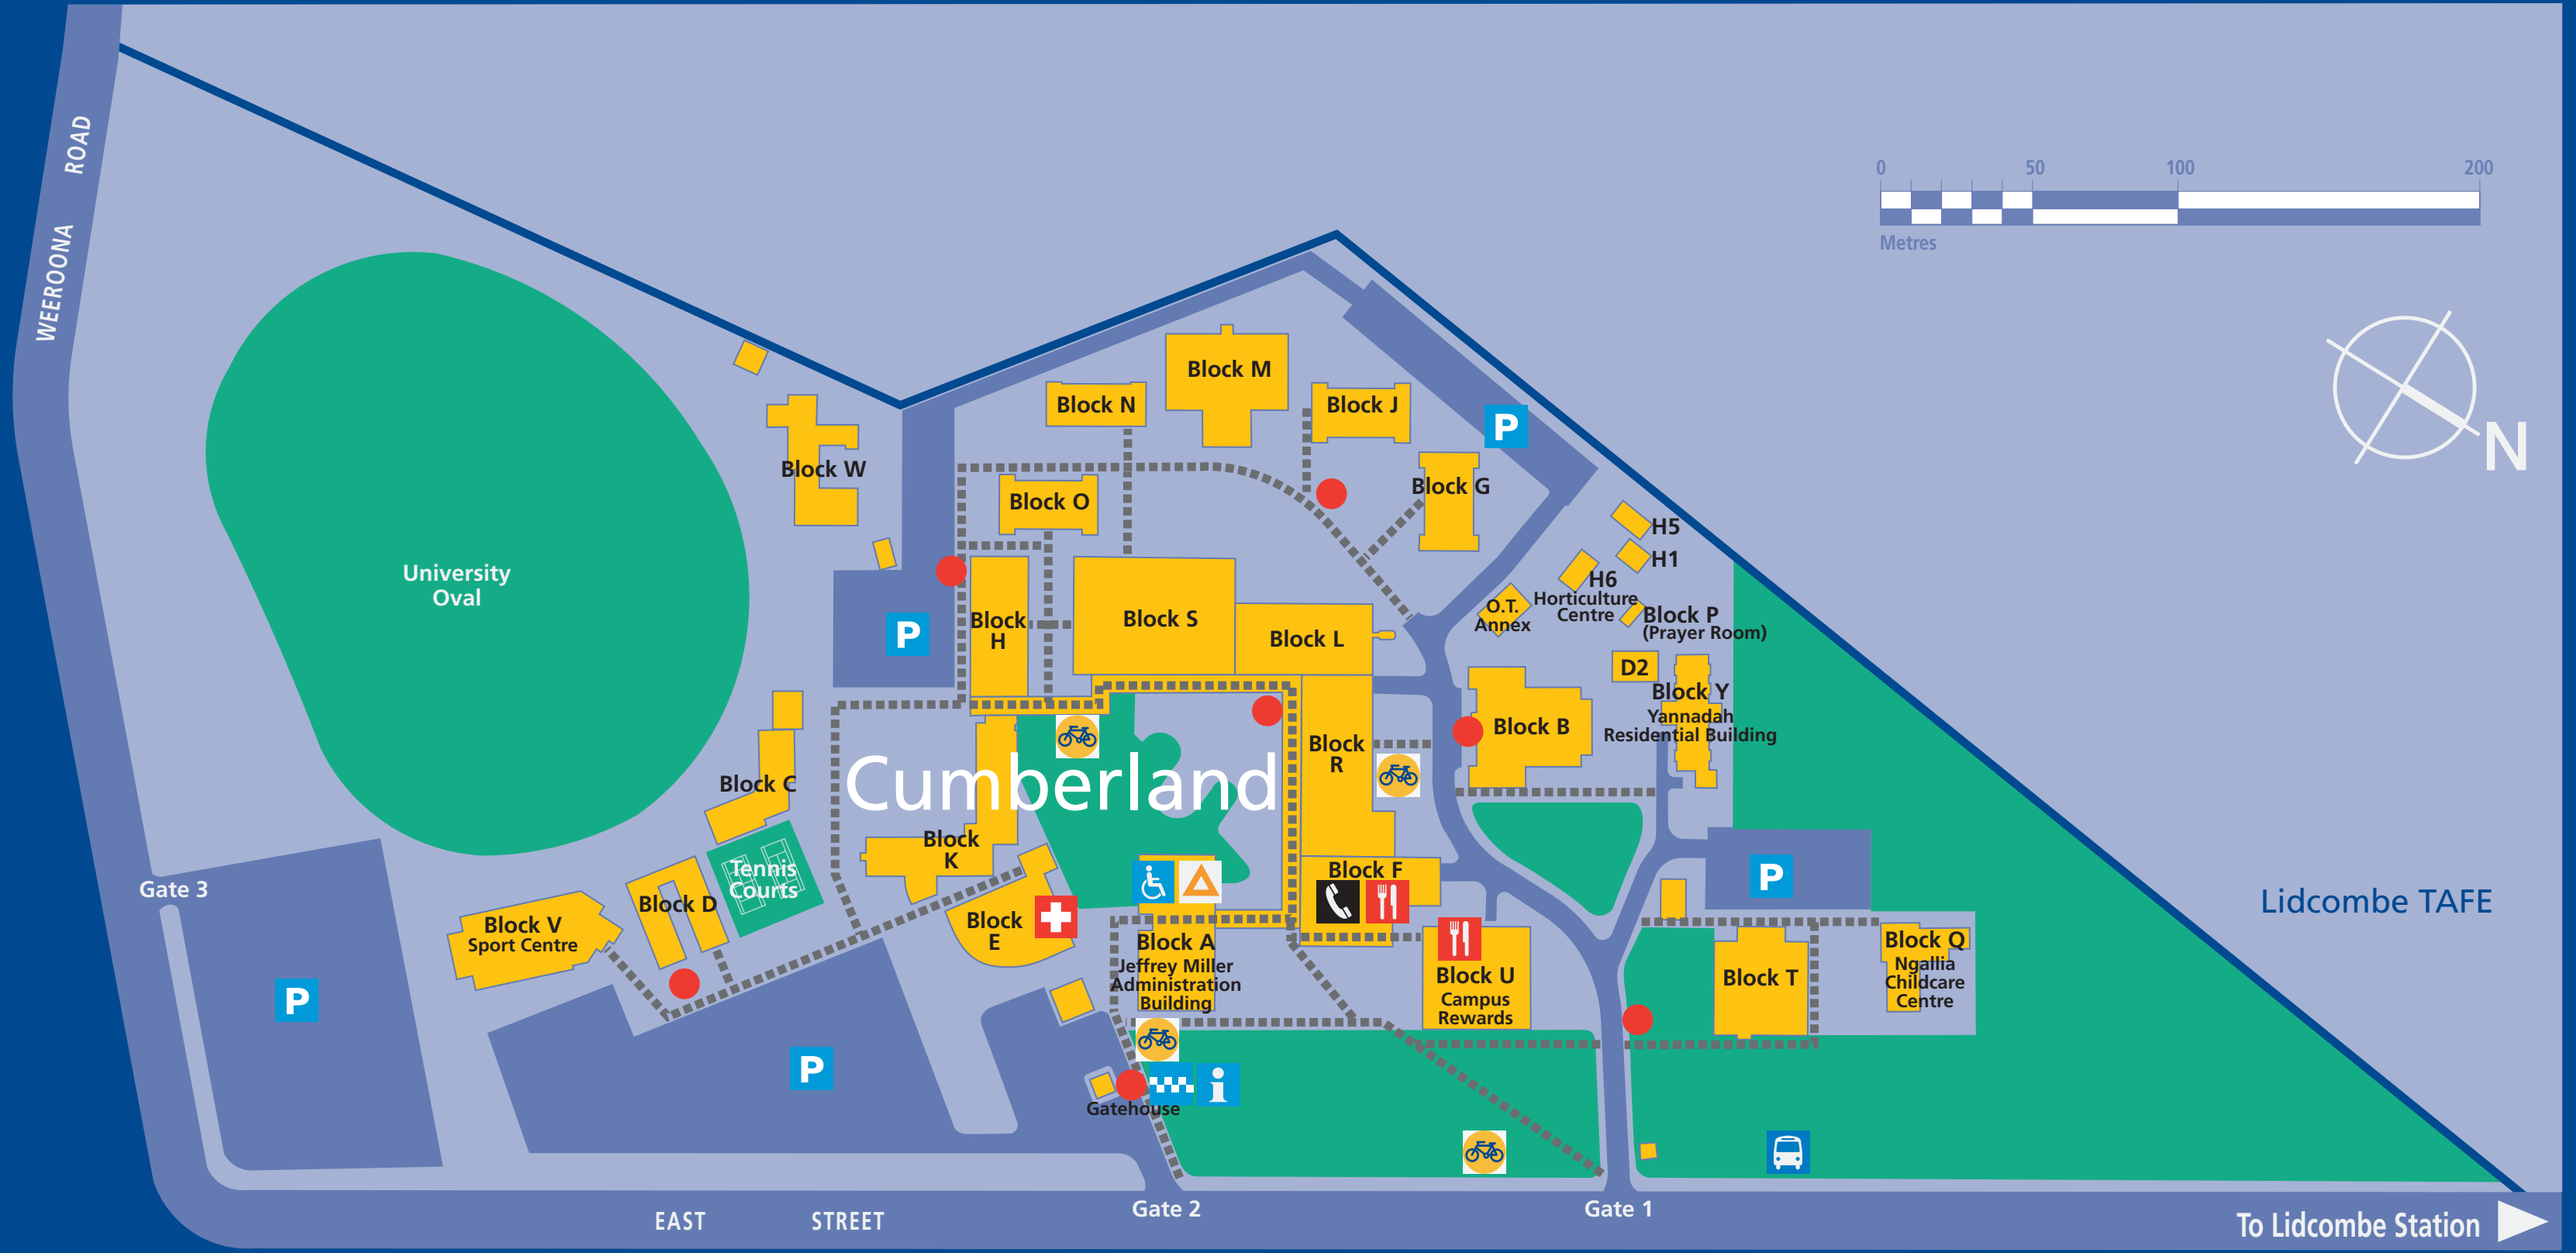 WEEROONA ROAD
0 50 100 200
Metres
N
Block M
Block N
Block J
P
Block W
Block O
Block G
H5
H1
H6
Horticulture
Centre
O.T.
Annex
Block P
(Prayer Room)
University
Oval
P
Block
H
Block S
Block L
D2
Block Y
Yannadah
Residential Building
Block B
Block
R
Block C
Cumberland
Block
K
Tennis
Courts
Block F
P
Gate 3
Block D
Block V
Sport Centre
Block
E
Block A
Jeffrey Miller
Administration
Building
Block U
Campus
Rewards
Block T
Block Q
Ngallia
Childcare
Centre
Lidcombe TAFE
P
P
i
Gatehouse
Gate 2
Gate 1
EAST STREET
To Lidcombe Station